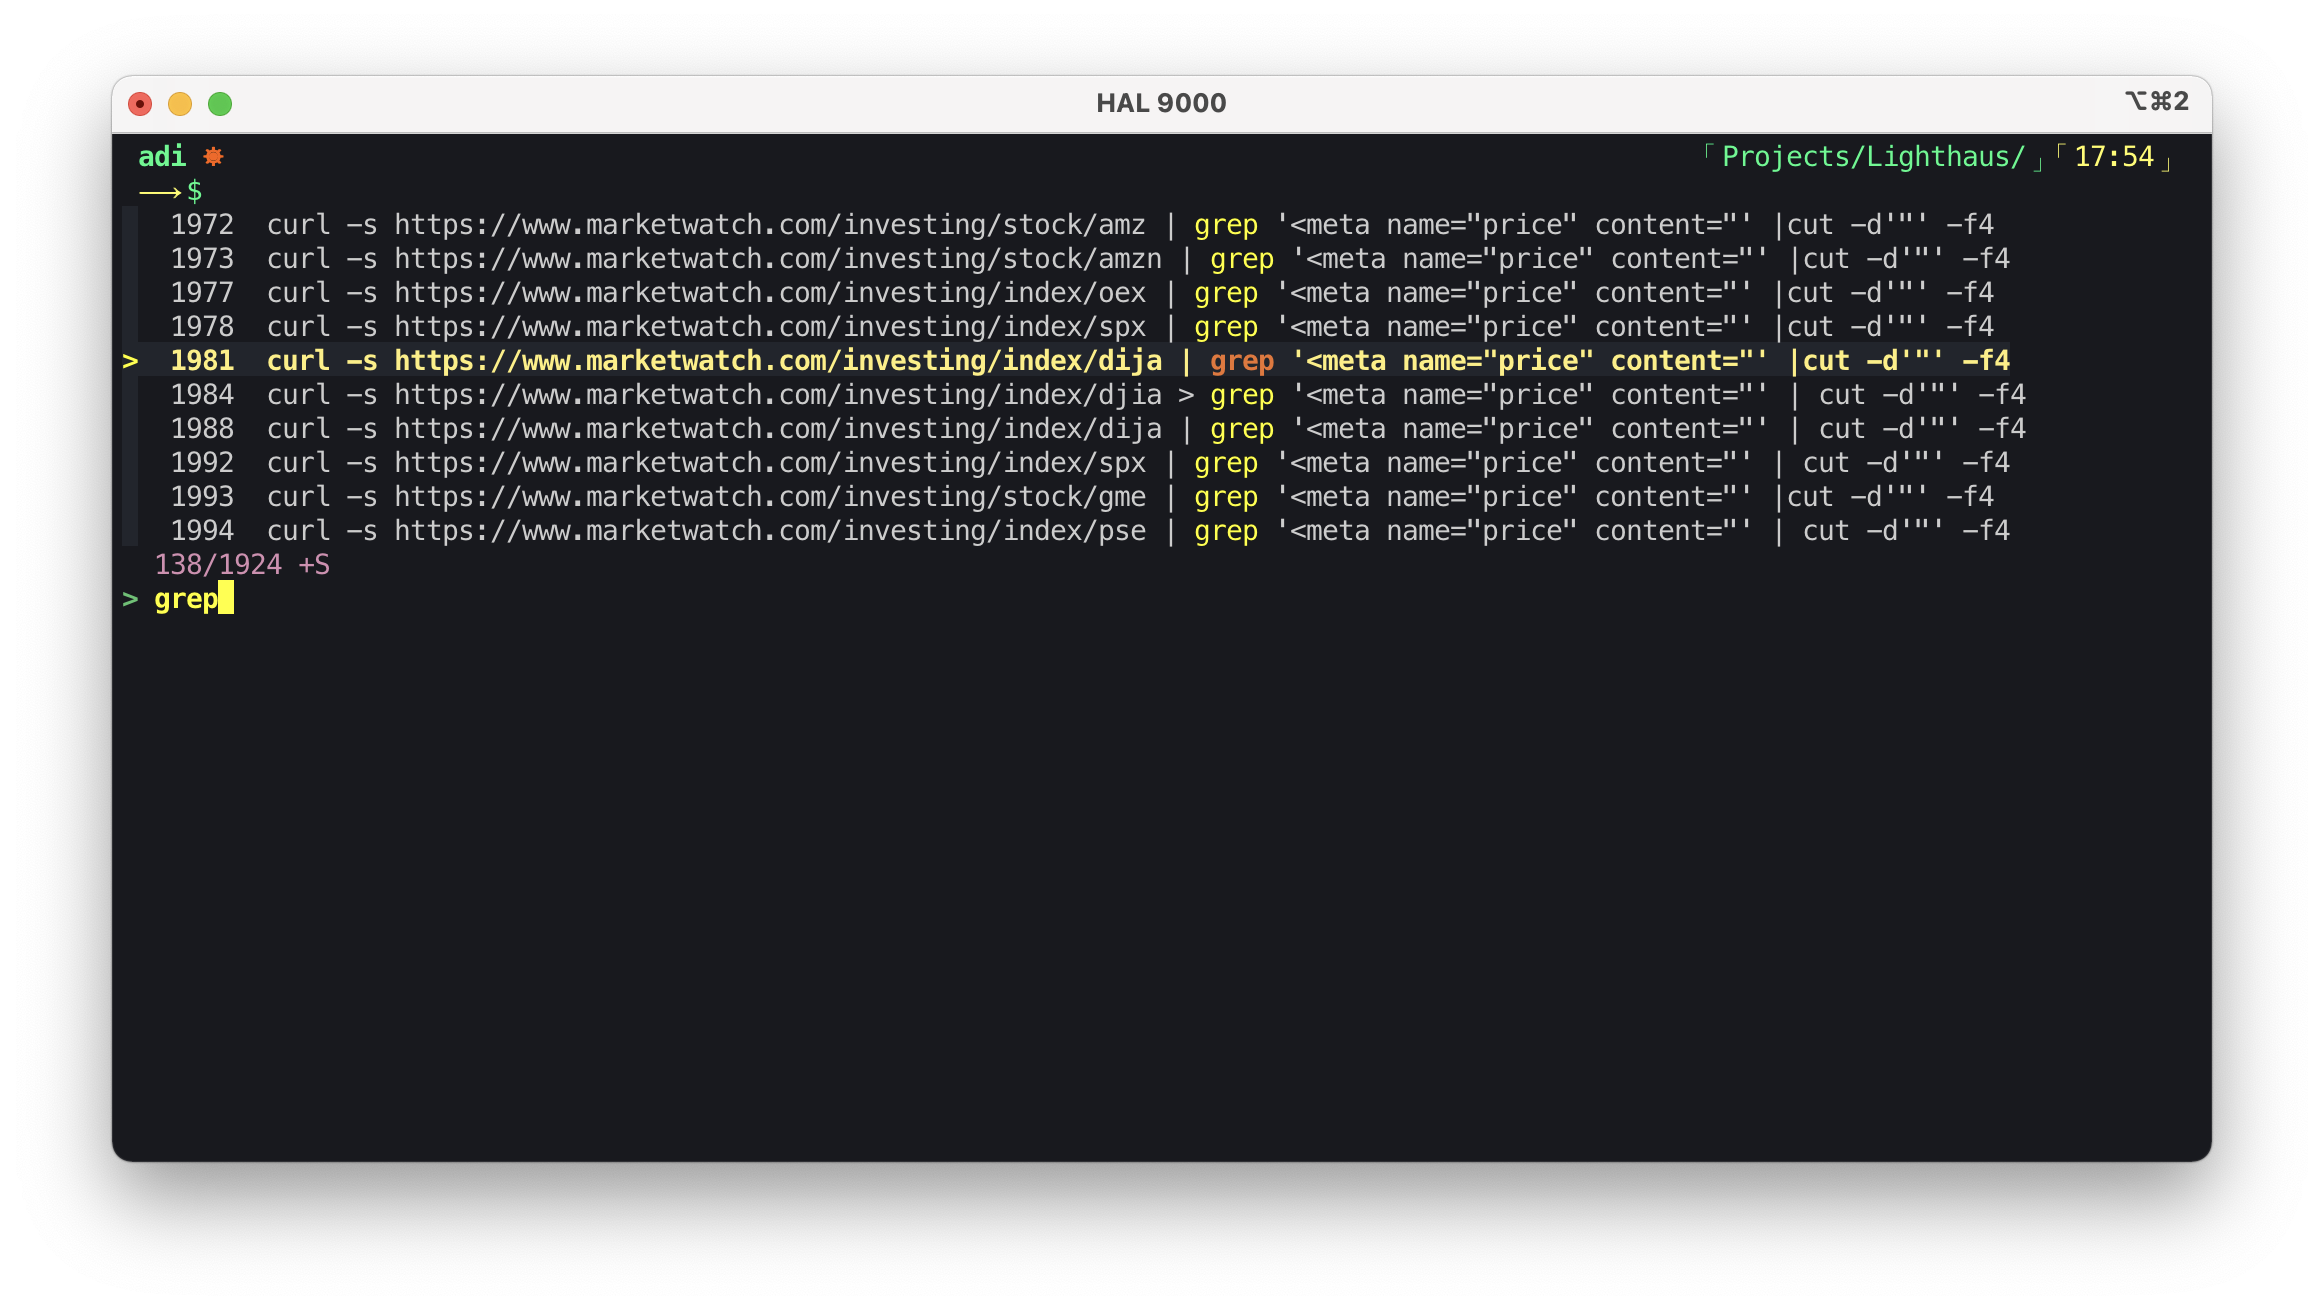 HAL 9000 ⌥⌘2
adi ⎈ 「Projects/Lighthaus/」「17:54」
⟶$
1972  curl -s https://www.marketwatch.com/investing/stock/amz | grep '<meta name="price" content="' |cut -d'"' -f4
1973  curl -s https://www.marketwatch.com/investing/stock/amzn | grep '<meta name="price" content="' |cut -d'"' -f4
1977  curl -s https://www.marketwatch.com/investing/index/oex | grep '<meta name="price" content="' |cut -d'"' -f4
1978  curl -s https://www.marketwatch.com/investing/index/spx | grep '<meta name="price" content="' |cut -d'"' -f4
> 1981  curl -s https://www.marketwatch.com/investing/index/dija | grep '<meta name="price" content="' |cut -d'"' -f4
1984  curl -s https://www.marketwatch.com/investing/index/djia > grep '<meta name="price" content="' | cut -d'"' -f4
1988  curl -s https://www.marketwatch.com/investing/index/dija | grep '<meta name="price" content="' | cut -d'"' -f4
1992  curl -s https://www.marketwatch.com/investing/index/spx | grep '<meta name="price" content="' | cut -d'"' -f4
1993  curl -s https://www.marketwatch.com/investing/stock/gme | grep '<meta name="price" content="' |cut -d'"' -f4
1994  curl -s https://www.marketwatch.com/investing/index/pse | grep '<meta name="price" content="' | cut -d'"' -f4
138/1924 +S
> grep